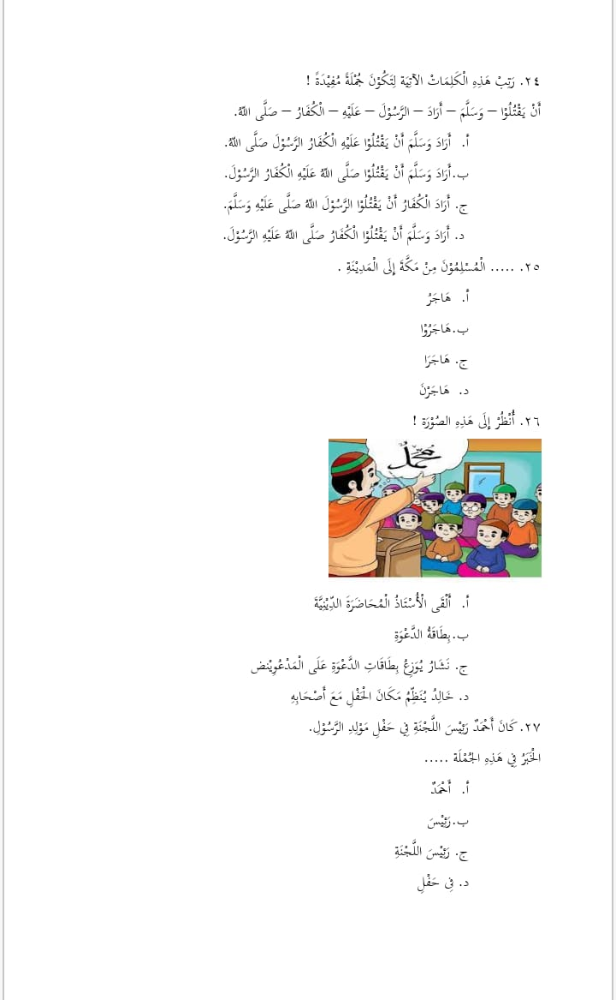 ٢٤. رَتِبْ هَذِهِ الْكَلِمَاتْ الآتِيَة لِتَكُوْنَ جُمْلَةً مُفِيْدَةً !
أَنْ يَقْتُلُوْا – وَسَلَّمَ – أَرَادَ – الرَّسُوْلَ – عَلَيْهِ – الْكُفَارُ – صَلَّى اللهُ.
أ. أَرَادَ وَسَلَّمَ أَنْ يَقْتُلُوْا عَلَيْهِ الْكُفَارُ الرَّسُوْلَ صَلَّى اللهُ.
ب. أَرَادَ وَسَلَّمَ أَنْ يَقْتُلُوْا صَلَّى اللهُ عَلَيْهِ الْكُفَارُ الرَّسُوْلَ.
ج. أَرَادَ الْكُفَارُ أَنْ يَقْتُلُوْا الرَّسُوْلَ اللهُ صَلَّى عَلَيْهِ وَسَلَّمَ.
د. أَرَادَ وَسَلَّمَ أَنْ يَقْتُلُوْا الْكُفَارُ صَلَّى اللهُ عَلَيْهِ الرَّسُوْلَ.
٢٥. ..... الْمُسْلِمُوْنَ مِنْ مَكَّةَ إِلَى الْمَدِيْنَةِ .
أ. هَاجَرُ
ب. هَاجَرُوْا
ج. هَاجَرَا
د. هَاجَرْنَ
٢٦. أُنْظُرْ إِلَى هَذِهِ الصُوْرَة !
محمد
أ. أَلْقَى الْأُسْتَاذُ الْمُحَاضَرَةَ الدِّيْنِيَّةَ
ب. بِطَاقَةُ الدَّعْوَةِ
ج. نَشَارُ يُوَزِعُ بِطَاقَاتِ الدَّعْوَةِ عَلَى الْمَدْعُوِيْنض
د. خَالِدُ يُنَظِّمُ مَكَانَ الْحَفْلِ مَعَ أَصْحَابِهِ
٢٧. كَانَ أَحْمَدٌ رَئِيْسَ اللَّجْنَةِ فِي حَفْلِ مَوْلِدِ الرَّسُوْلِ.
الْخَبَرُ فِي هَذِهِ الجُمْلَة .....
أ. أَحْمَدٌ
ب. رَئِيْسَ
ج. رَئِيْسَ اللَّجْنَةِ
د. فِي حَفْلِ